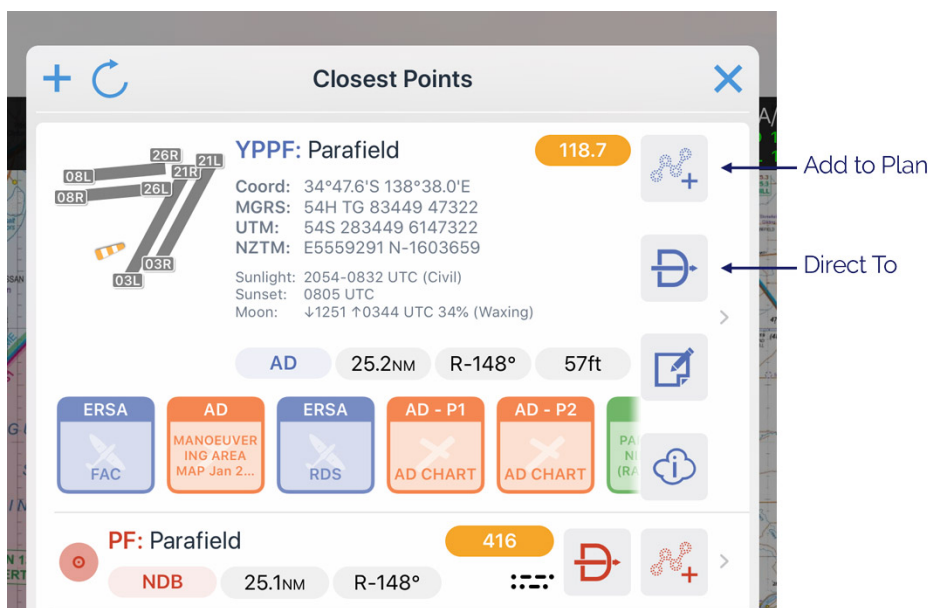 Closest Points
YPPF: Parafield
118.7
26R
21L
08L
21R
08R
26L
03R
03L
Coord: 34°47.6'S 138°38.0'E
MGRS: 54H TG 83449 47322
UTM: 54S 283449 6147322
NZTM: E5559291 N-1603659
Sunlight: 2054-0832 UTC (Civil)
Sunset: 0805 UTC
Moon: ↓1251 ↑0344 UTC 34% (Waxing)
Add to Plan
Direct To
AD 25.2NM R-148° 57ft
ERSA
FAC
AD
MANOEUVER
ING AREA
MAP Jan 2...
ERSA
RDS
AD - P1
AD CHART
AD - P2
AD CHART
PF: Parafield
416
NDB 25.1NM R-148°